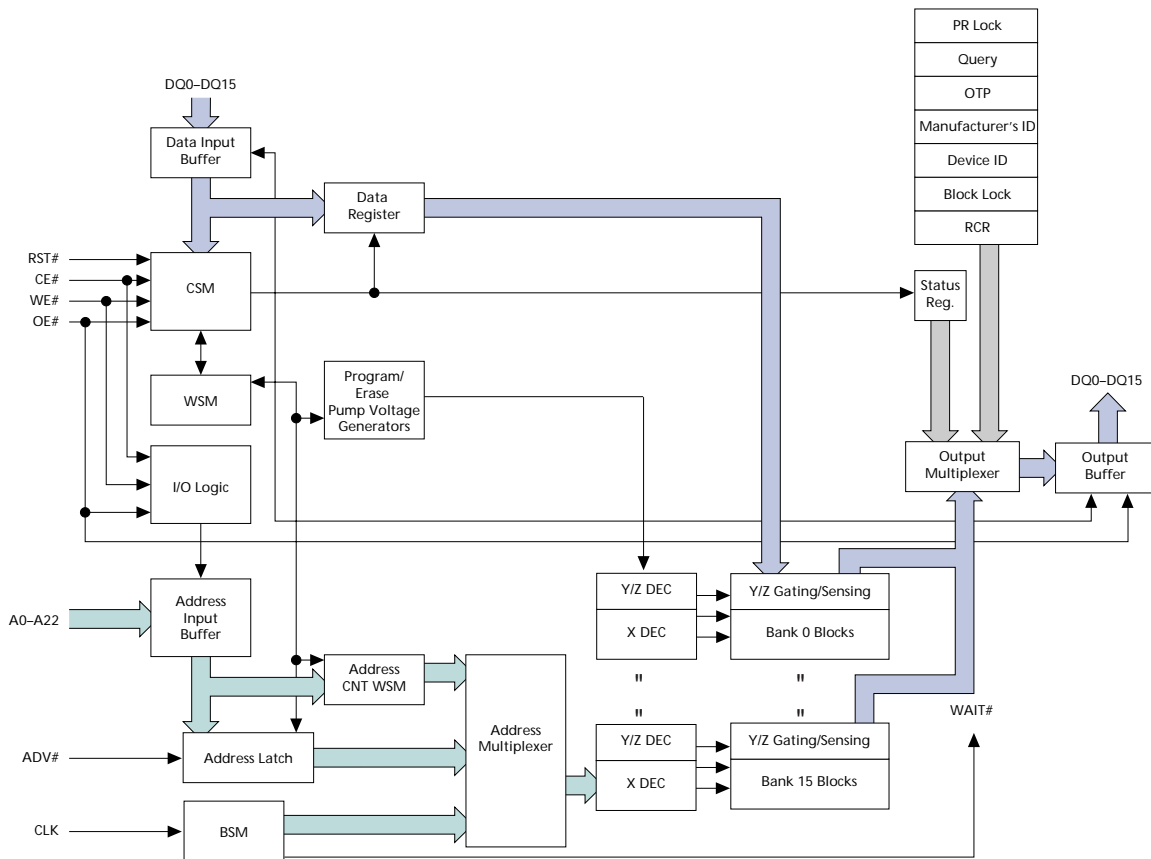 PR Lock
Query
OTP
Manufacturer's ID
Device ID
Block Lock
RCR
DQ0–DQ15
Data Input
Buffer
Data
Register
RST#
CE#
WE#
OE#
CSM
Status
Reg.
WSM
Program/
Erase
Pump Voltage
Generators
DQ0–DQ15
I/O Logic
Output
Multiplexer
Output
Buffer
A0–A22
Address
Input
Buffer
Y/Z DEC
X DEC
Y/Z Gating/Sensing
Bank 0 Blocks
Address
CNT WSM
" "
" "
WAIT#
ADV#
Address Latch
Address
Multiplexer
Y/Z DEC
X DEC
Y/Z Gating/Sensing
Bank 15 Blocks
CLK
BSM